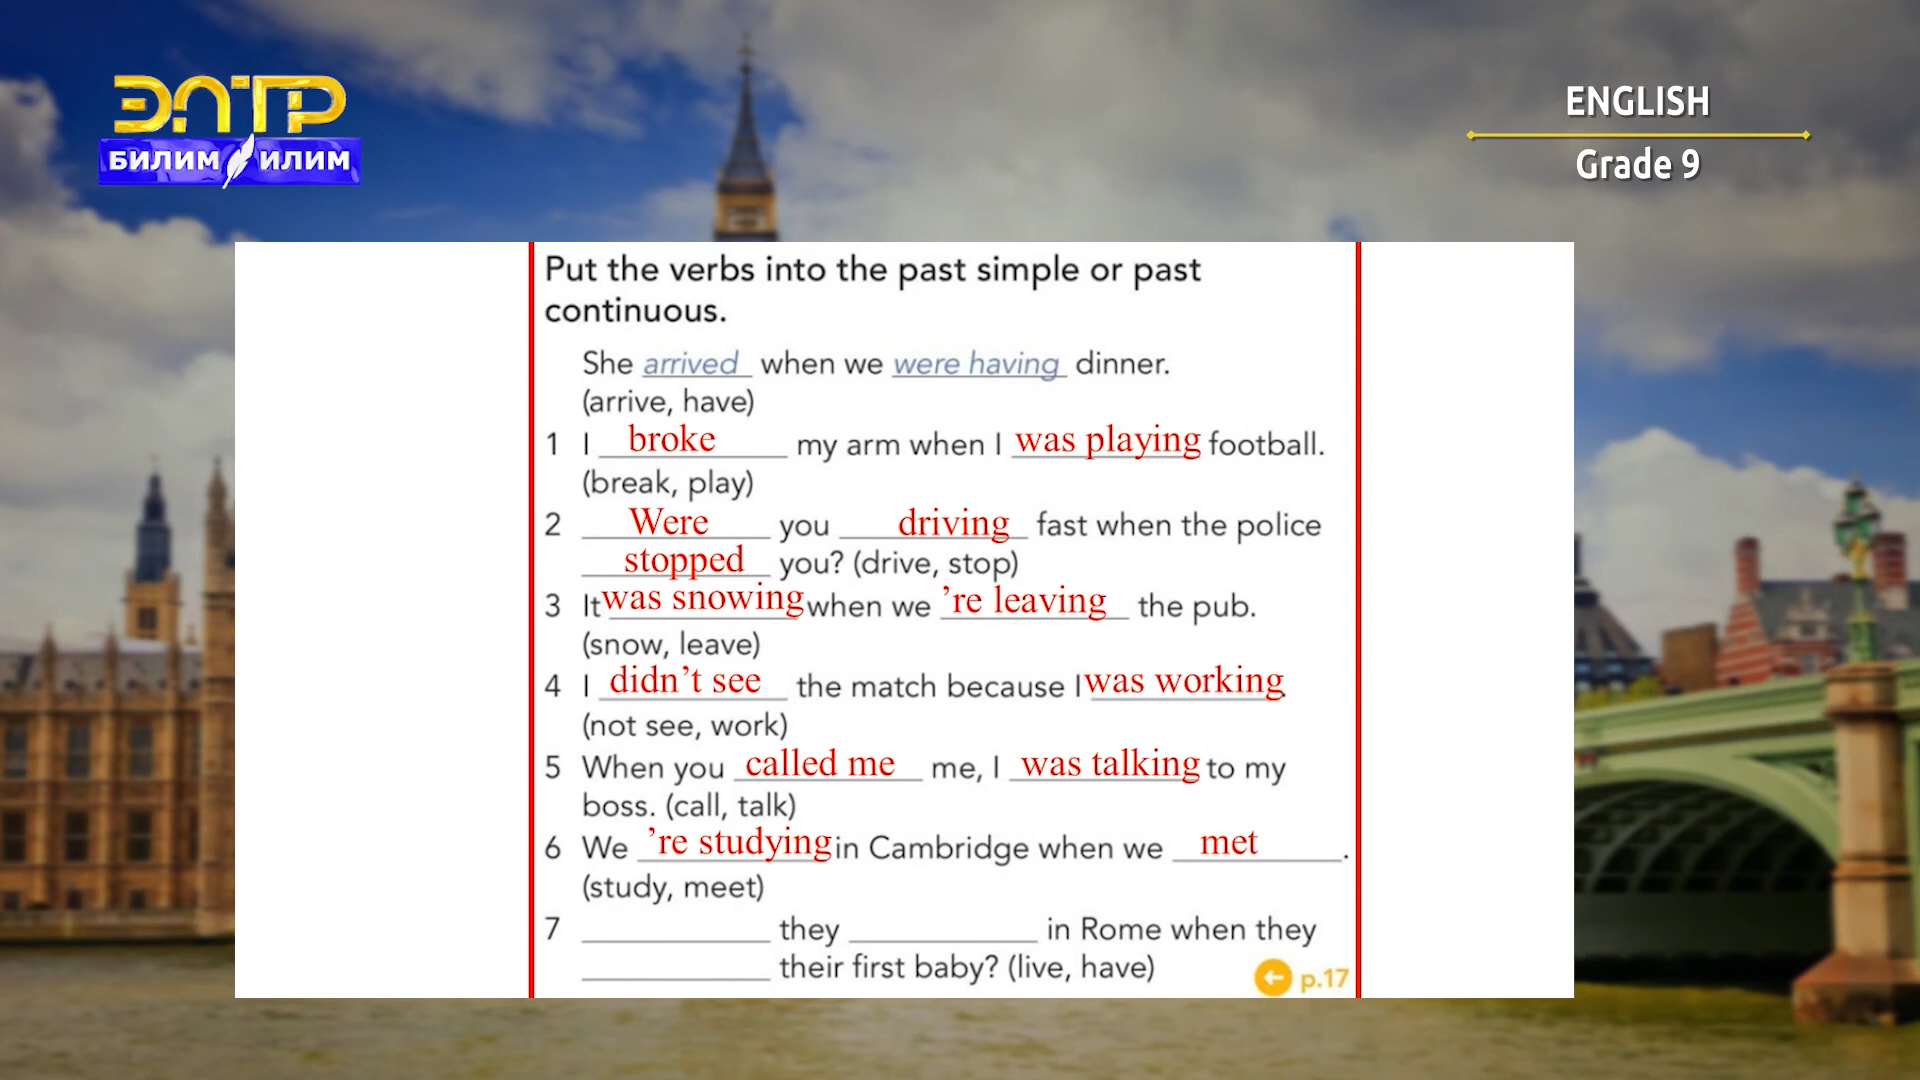 ЭЛТР
БИЛИМ ИЛИМ
ENGLISH
Grade 9
Put the verbs into the past simple or past
continuous.
She arrived when we were having dinner.
(arrive, have)
1 I broke my arm when I was playing football.
(break, play)
2 Were you driving fast when the police
stopped you? (drive, stop)
3 It was snowing when we ’re leaving the pub.
(snow, leave)
4 I didn’t see the match because I was working.
(not see, work)
5 When you called me me, I was talking to my
boss. (call, talk)
6 We ’re studying in Cambridge when we met.
(study, meet)
7 ____________ they ____________ in Rome when they
____________ their first baby? (live, have)
p.17